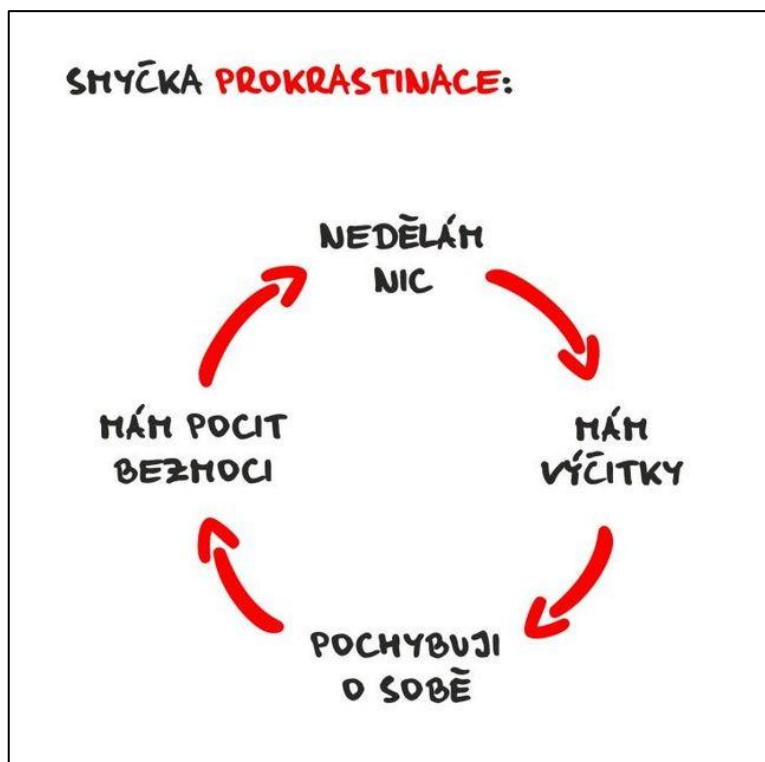 SMYČKA PROKRASTINACE:
NEDĚLÁM
NIC
MÁM
VÝČITKY
POCHYBUJI
O SOBĚ
MÁM POCIT
BEZMOCI